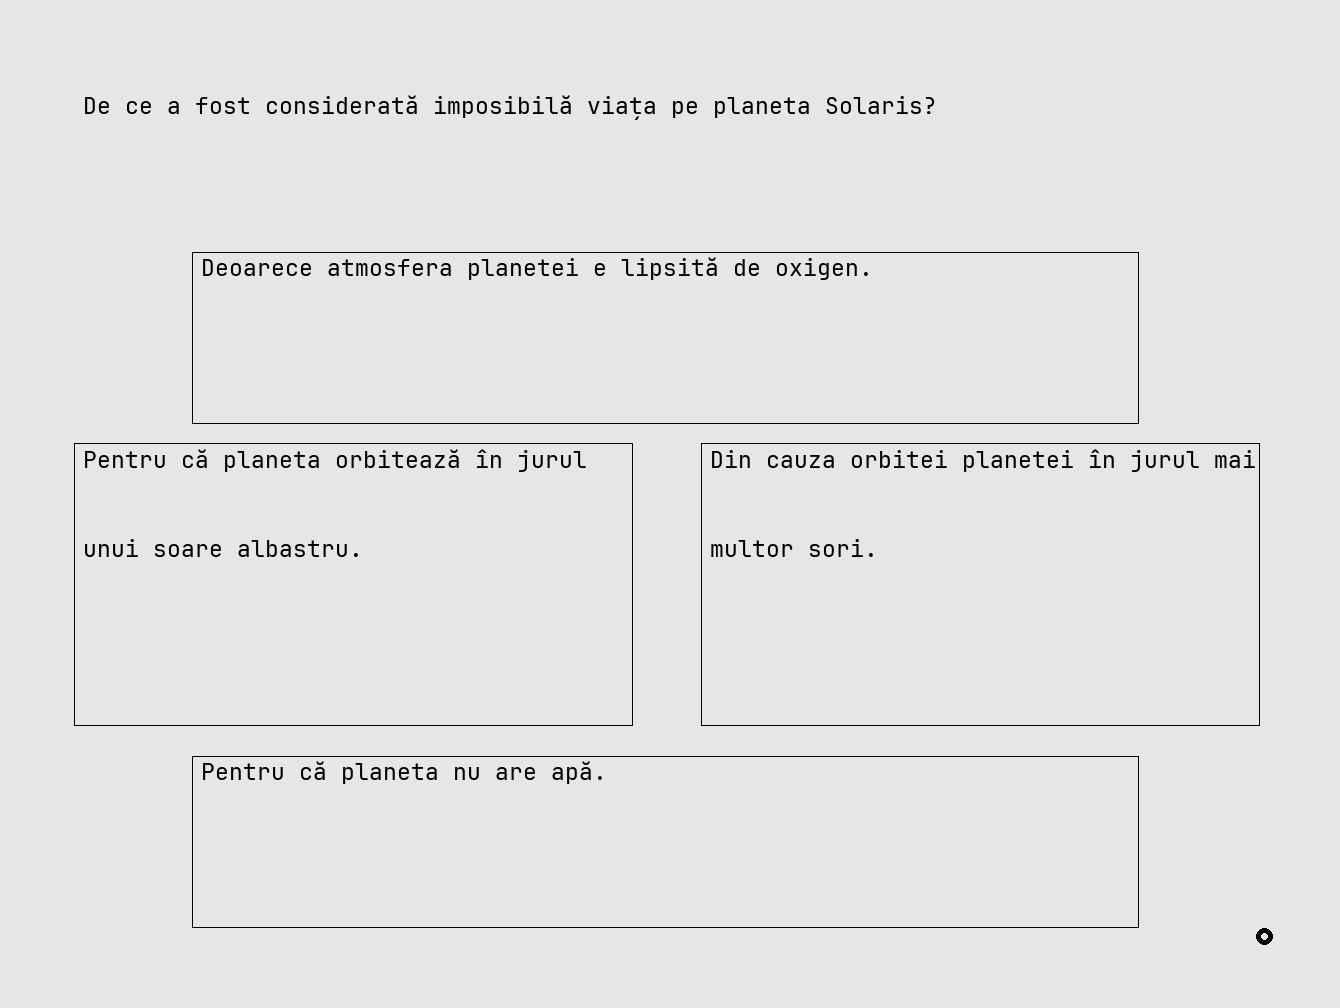 De ce a fost considerată imposibilă viața pe planeta Solaris?
Deoarece atmosfera planetei e lipsită de oxigen.
Pentru că planeta orbitează în jurul
unui soare albastru.
Din cauza orbitei planetei în jurul mai
multor sori.
Pentru că planeta nu are apă.